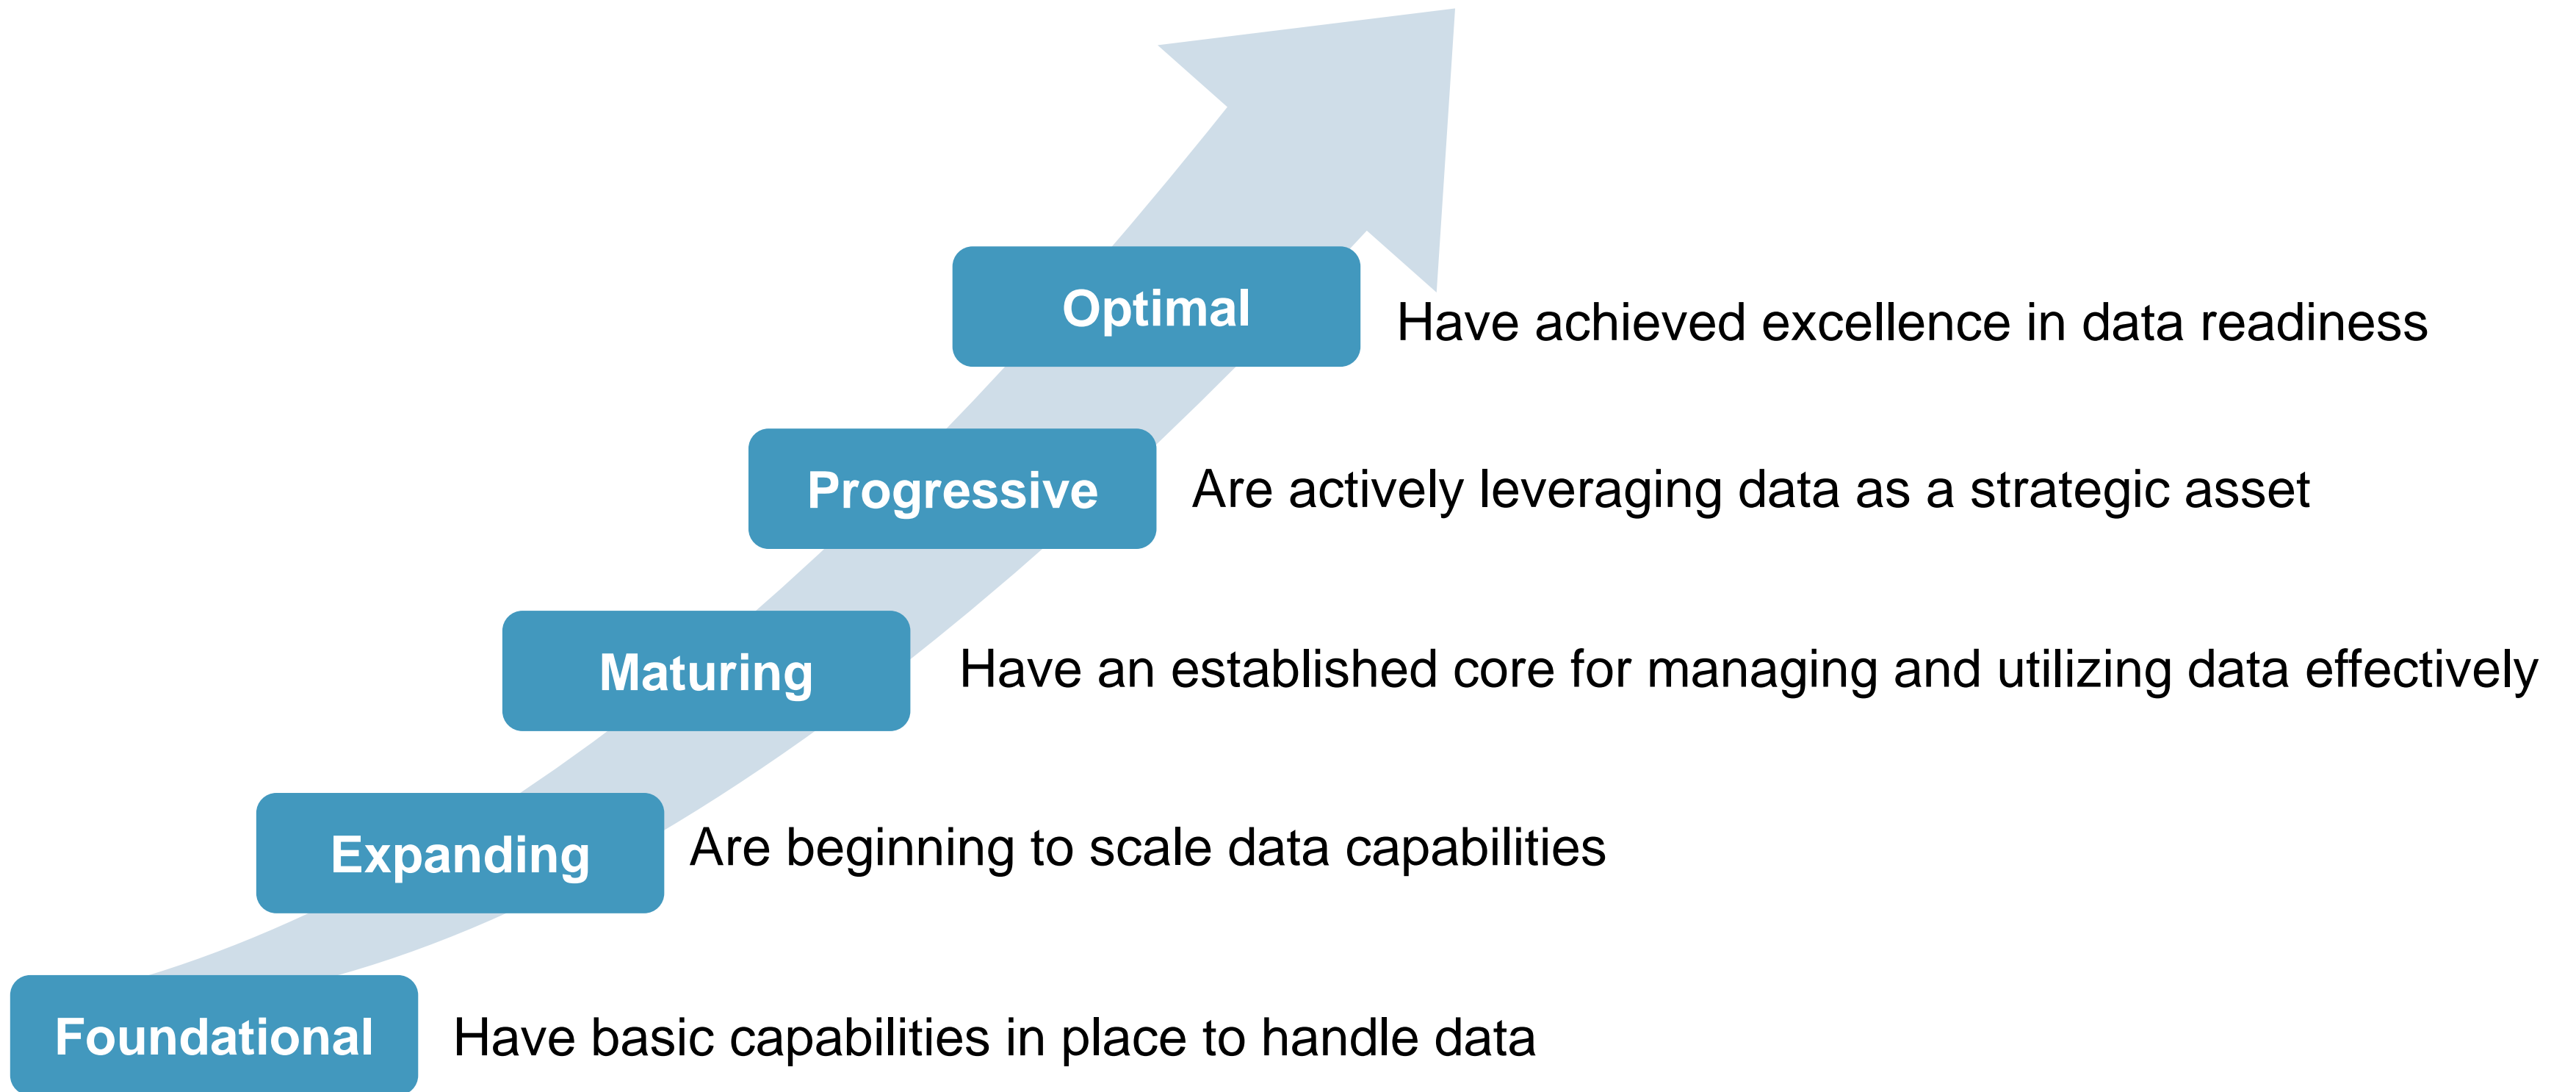 Optimal
Have achieved excellence in data readiness
Progressive
Are actively leveraging data as a strategic asset
Maturing
Have an established core for managing and utilizing data effectively
Expanding
Are beginning to scale data capabilities
Foundational
Have basic capabilities in place to handle data